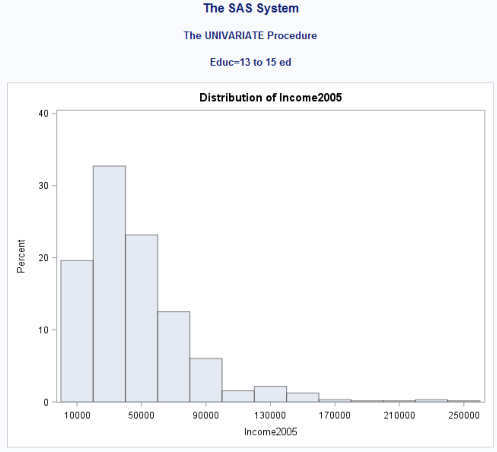 The SAS System
The UNIVARIATE Procedure
Educ=13 to 15 ed
Distribution of Income2005
40
30
20
10
0
Percent
10000 50000 90000 130000 170000 210000 250000
Income2005